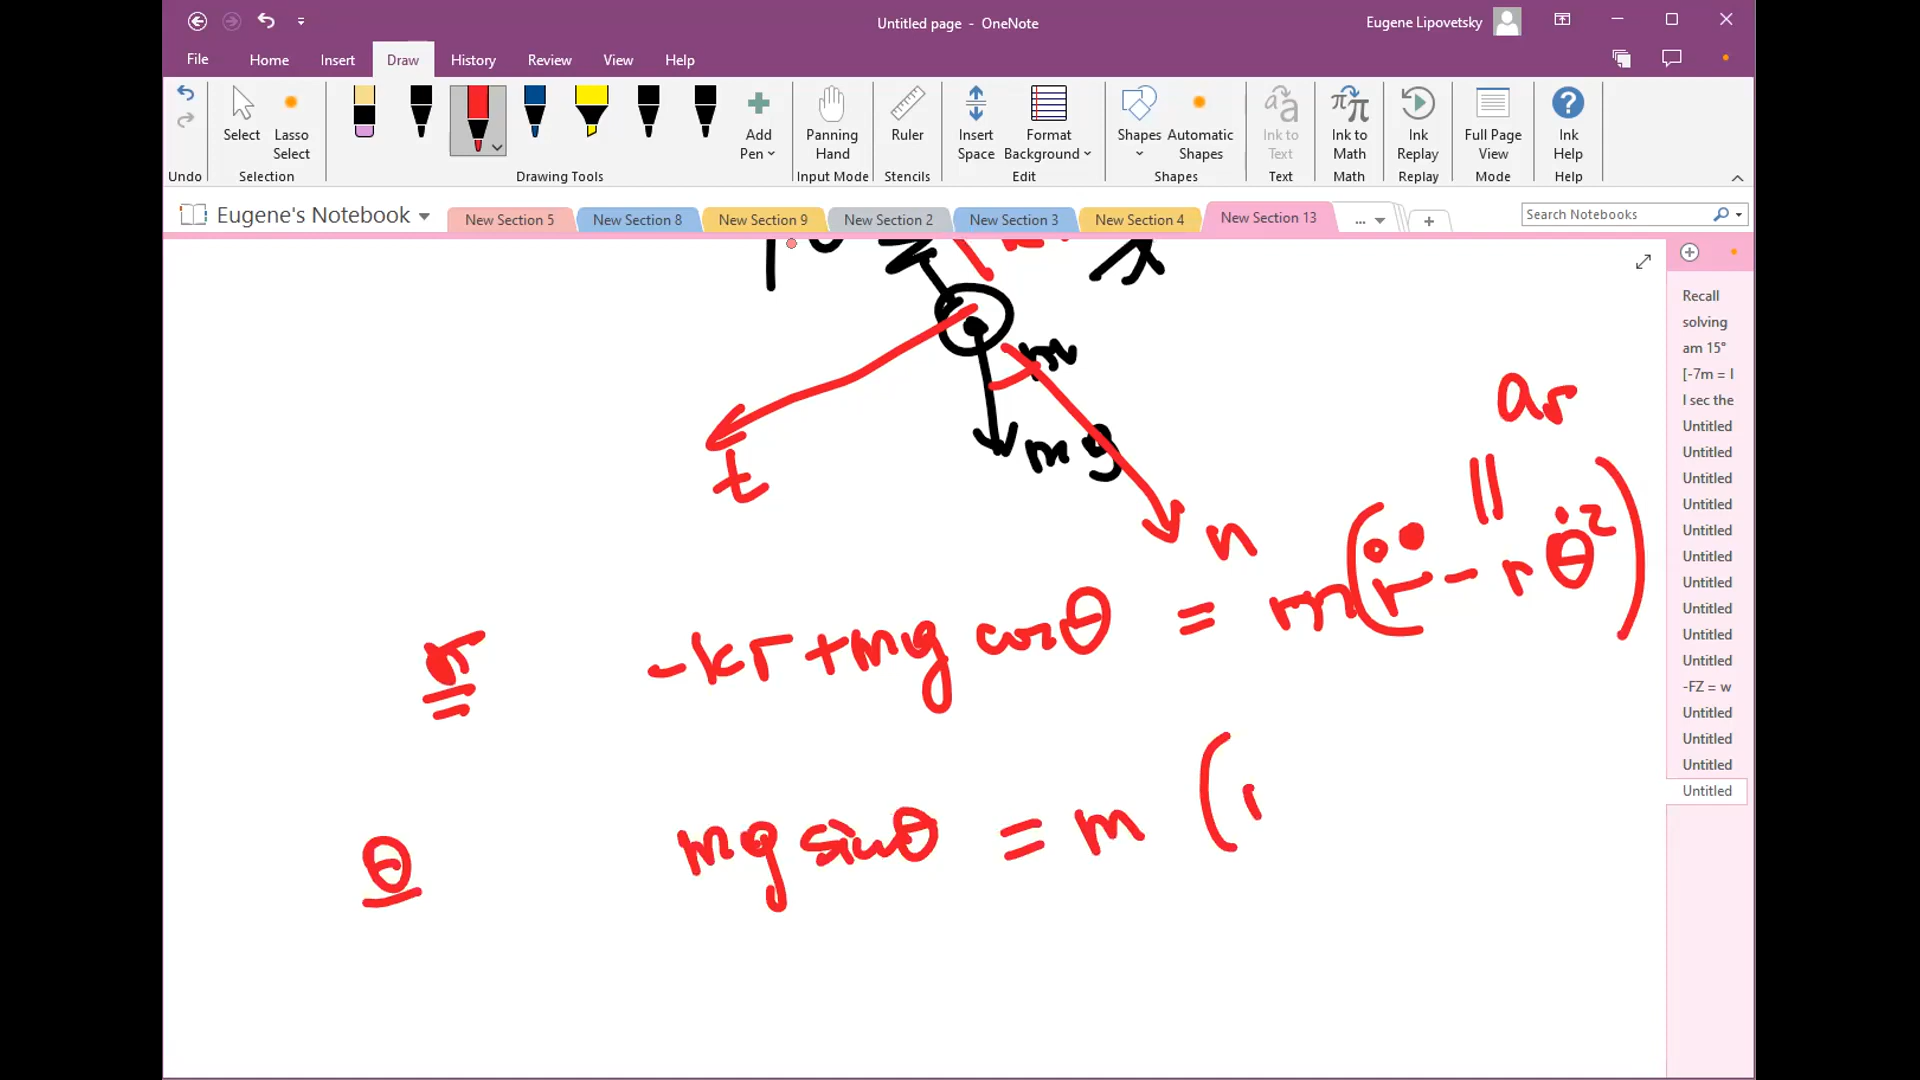 Untitled page - OneNote
Eugene Lipovetsky
File Home Insert Draw History Review View Help
Select
Lasso Select
Add Pen
Panning Hand
Ruler
Insert Space
Format Background
Shapes
Automatic Shapes
Ink to Text
Ink to Math
Ink Replay
Full Page View
Ink Help
Undo Selection Drawing Tools Input Mode Stencils Edit Shapes Text Math Replay Mode Help
Eugene's Notebook
New Section 5 New Section 8 New Section 9 New Section 2 New Section 3 New Section 4 New Section 13 ...
Search Notebooks
Recall
solving
am 15°
[-7m = I
I sec the
Untitled
Untitled
Untitled
Untitled
Untitled
Untitled
Untitled
Untitled
Untitled
Untitled
-FZ = w
Untitled
Untitled
Untitled
Untitled
m
mg
t
n
ar
||
r -kr + mg cosθ = m(r̈ - rθ̇²)
θ mg sinθ = m (r